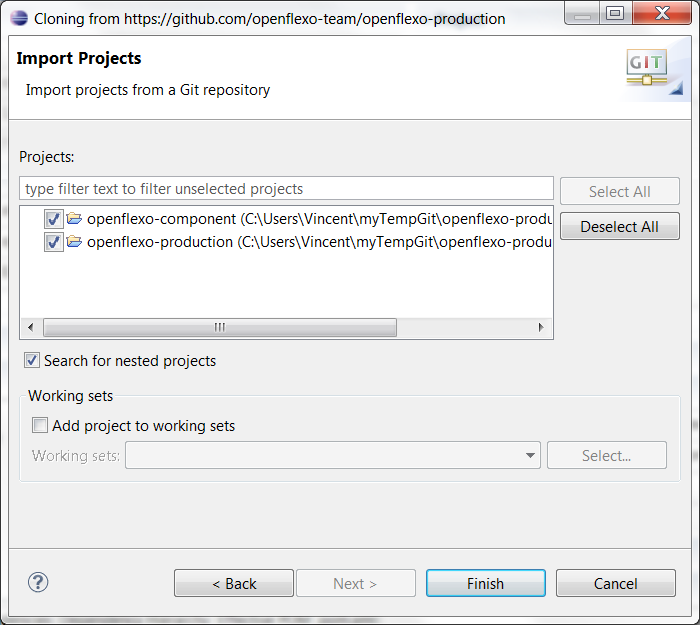 Cloning from https://github.com/openflexo-team/openflexo-production
Import Projects
Import projects from a Git repository
GIT
Projects:
type filter text to filter unselected projects
Select All
openflexo-component (C:\Users\Vincent\myTempGit\openflexo-produ
Deselect All
openflexo-production (C:\Users\Vincent\myTempGit\openflexo-produ
Search for nested projects
Working sets
Add project to working sets
Working sets:
Select...
?
< Back
Next >
Finish
Cancel